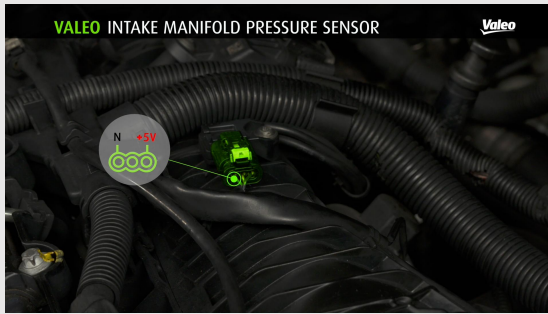 VALEO INTAKE MANIFOLD PRESSURE SENSOR
Valeo
N +5V